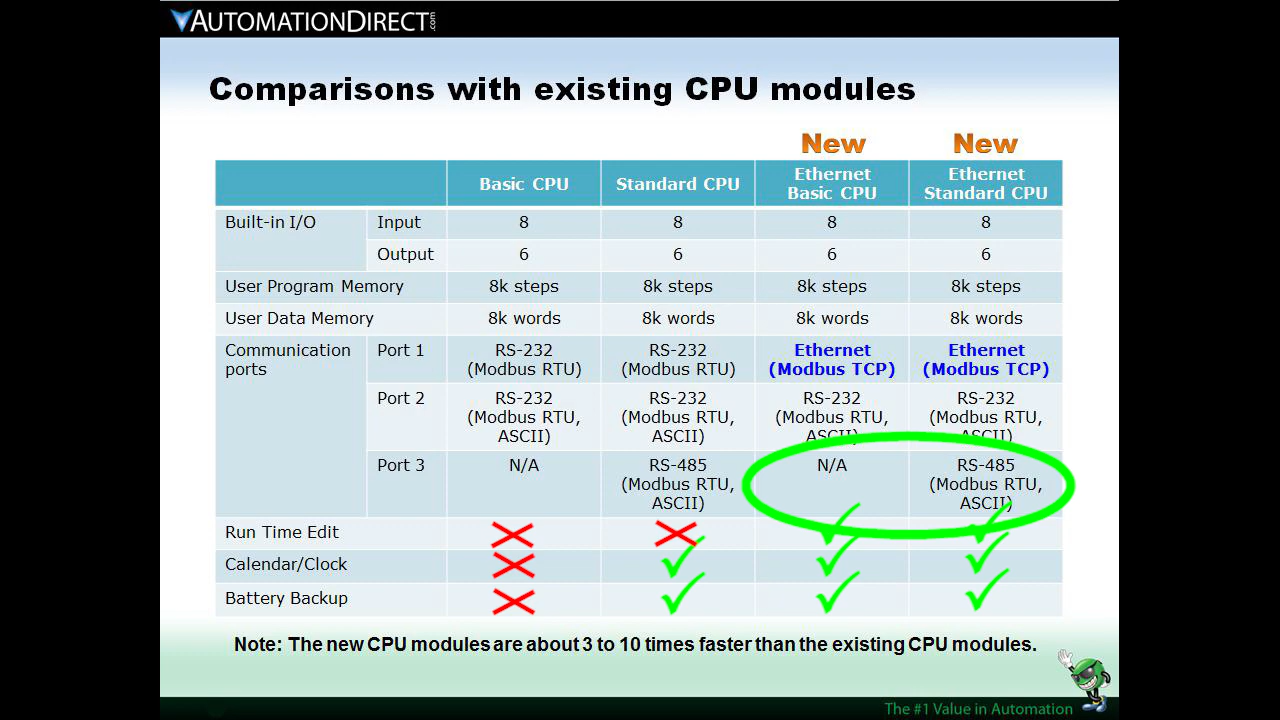 AUTOMATIONDIRECT.com
Comparisons with existing CPU modules
New New
Basic CPU Standard CPU Ethernet Basic CPU Ethernet Standard CPU
Built-in I/O Input 8 8 8 8
Output 6 6 6 6
User Program Memory 8k steps 8k steps 8k steps 8k steps
User Data Memory 8k words 8k words 8k words 8k words
Communication ports Port 1 RS-232 (Modbus RTU) RS-232 (Modbus RTU) Ethernet (Modbus TCP) Ethernet (Modbus TCP)
Port 2 RS-232 (Modbus RTU, ASCII) RS-232 (Modbus RTU, ASCII) RS-232 (Modbus RTU, ASCII) RS-232 (Modbus RTU, ASCII)
Port 3 N/A RS-485 (Modbus RTU, ASCII) N/A RS-485 (Modbus RTU, ASCII)
Run Time Edit
Calendar/Clock
Battery Backup
Note: The new CPU modules are about 3 to 10 times faster than the existing CPU modules.
The #1 Value in Automation